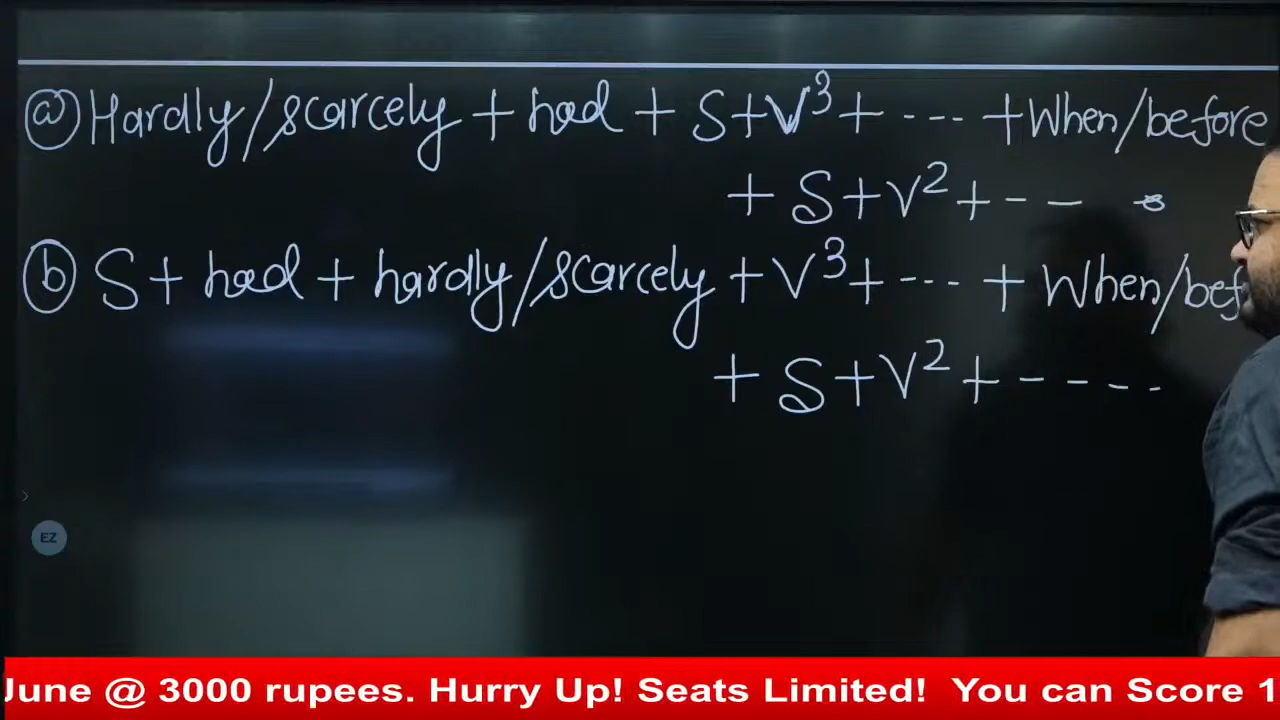 (a) Hardly/scarcely + had + S + V³ + --- + When/before
+ S + V² + -- .
(b) S + had + hardly/scarcely + V³ + --- + When/bef
+ S + V² + ----
EZ
June @ 3000 rupees. Hurry Up! Seats Limited! You can Score 1